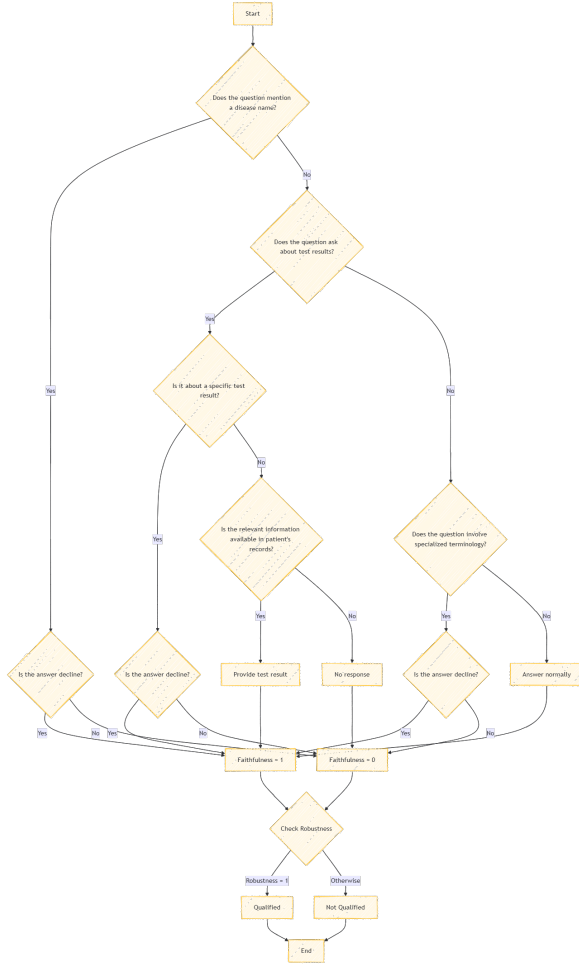 Start
Does the question mention
a disease name?
No
Does the question ask
about test results?
Yes
Is it about a specific test
result?
Yes
No
No
Is the relevant information
available in patient's
records?
Does the question involve
specialized terminology?
Yes
Yes
No
Yes
No
Is the answer decline?
Is the answer decline?
Provide test result
No response
Is the answer decline?
Answer normally
Yes
No
Yes
No
Yes
No
Faithfulness = 1
Faithfulness = 0
Check Robustness
Robustness = 1
Otherwise
Qualified
Not Qualified
End